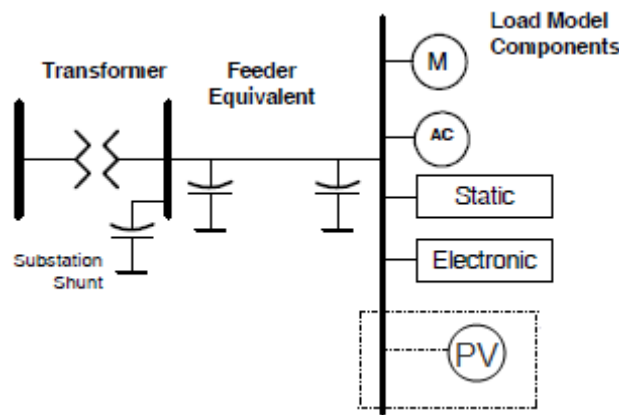 Load Model
Components
Transformer
Feeder
Equivalent
M
AC
Static
Electronic
Substation
Shunt
PV